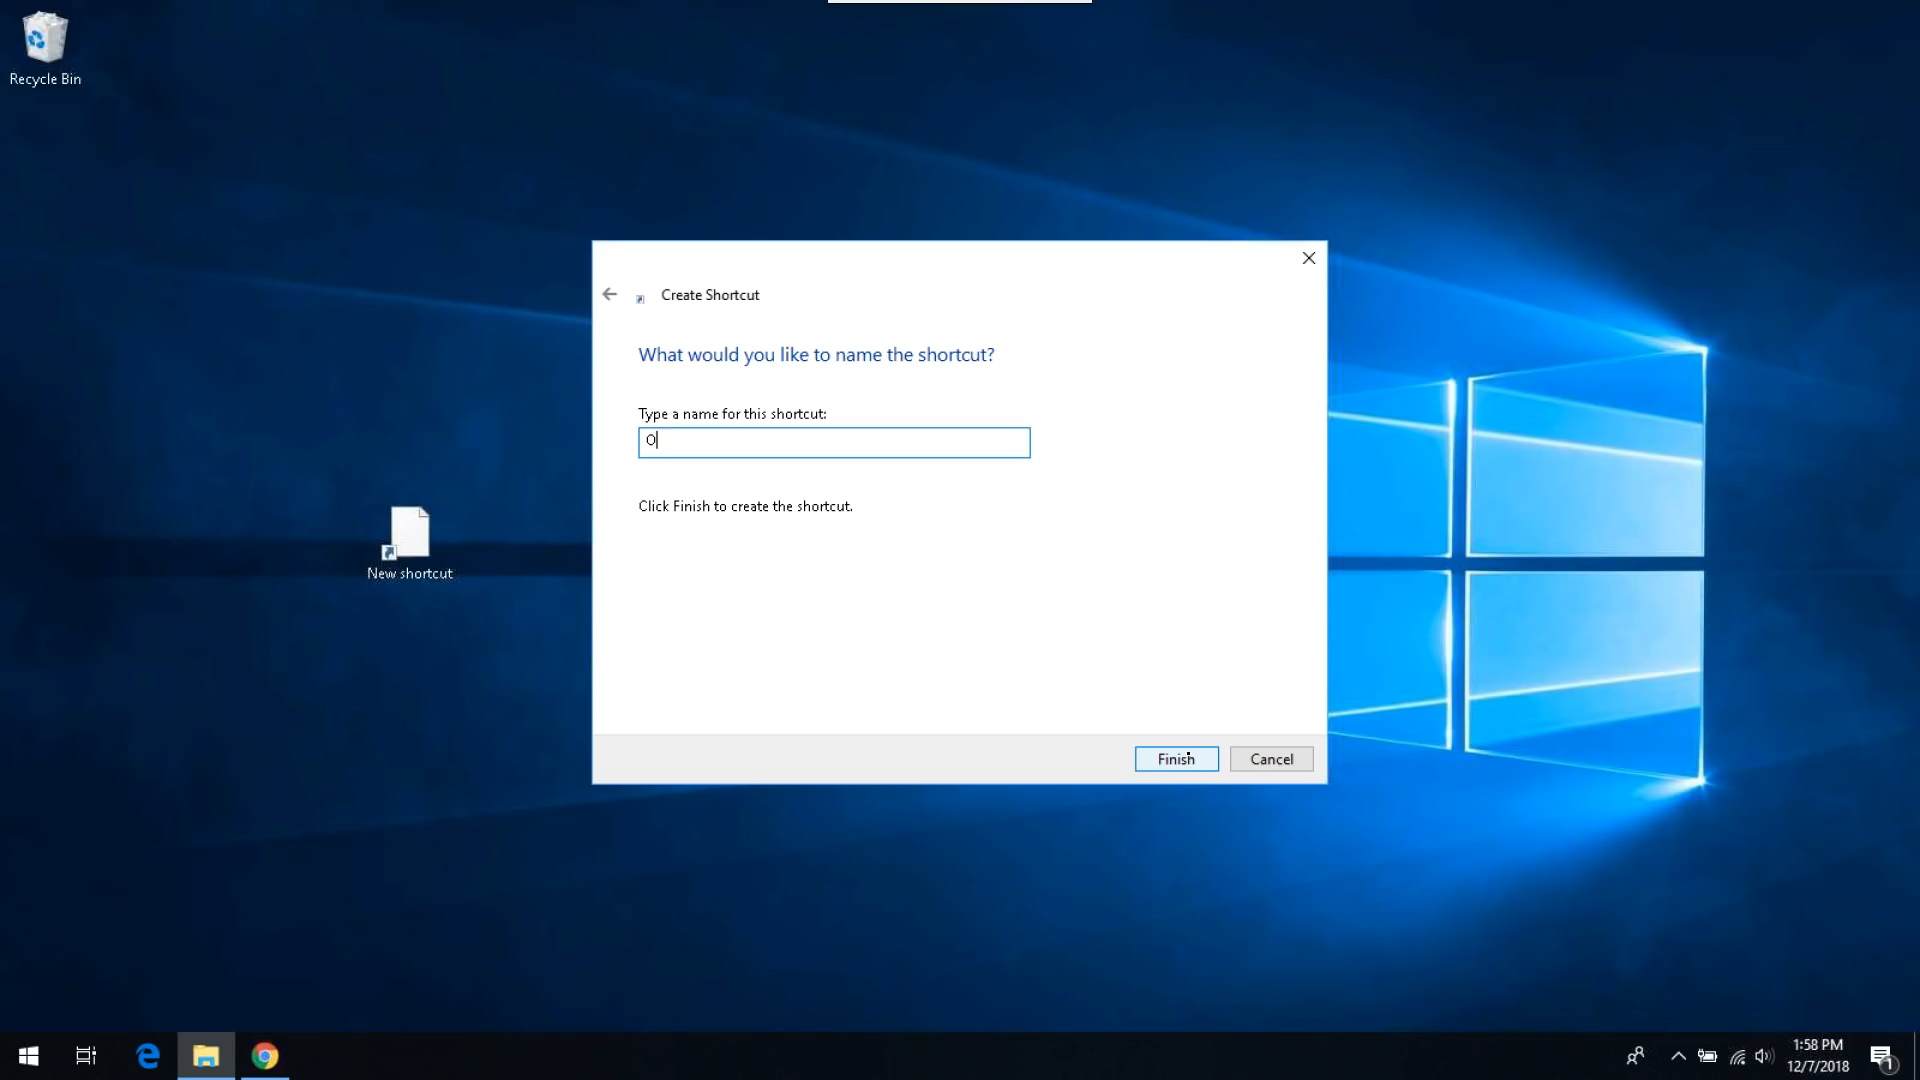 Recycle Bin
Create Shortcut
What would you like to name the shortcut?
Type a name for this shortcut:
O
Click Finish to create the shortcut.
New shortcut
Finish
Cancel
1:58 PM
12/7/2018
1